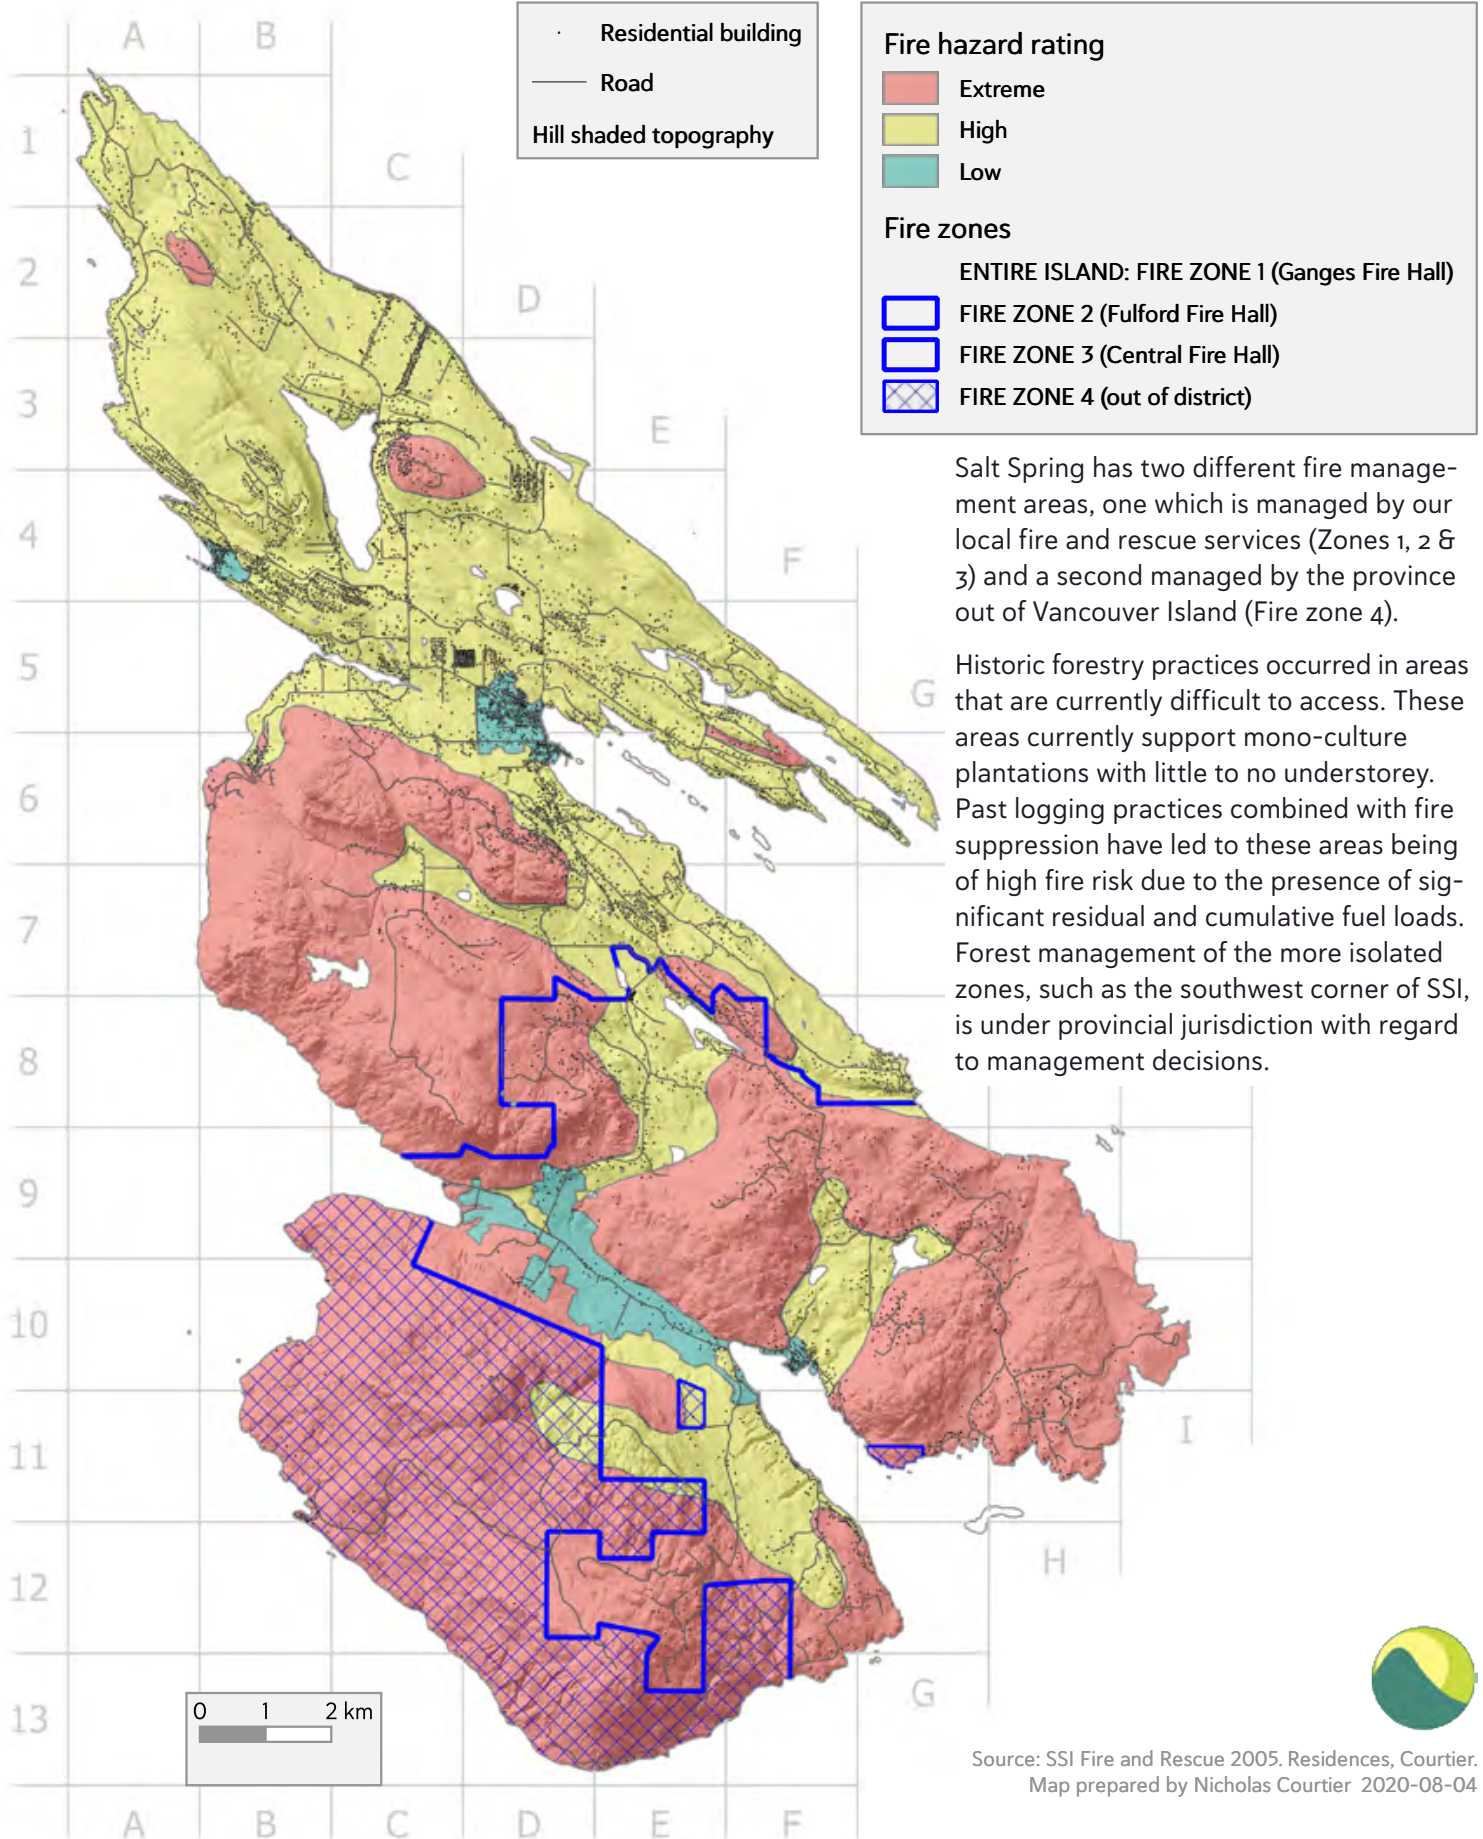 A
B
C
D
E
F
G
1
2
3
4
5
6
7
8
9
10
11
12
13
Residential building
Road
Hill shaded topography
Fire hazard rating
Extreme
High
Low
Fire zones
ENTIRE ISLAND: FIRE ZONE 1 (Ganges Fire Hall)
FIRE ZONE 2 (Fulford Fire Hall)
FIRE ZONE 3 (Central Fire Hall)
FIRE ZONE 4 (out of district)
Salt Spring has two different fire manage-
ment areas, one which is managed by our
local fire and rescue services (Zones 1, 2 &
3) and a second managed by the province
out of Vancouver Island (Fire zone 4).
Historic forestry practices occurred in areas
that are currently difficult to access. These
areas currently support mono-culture
plantations with little to no understorey.
Past logging practices combined with fire
suppression have led to these areas being
of high fire risk due to the presence of sig-
nificant residual and cumulative fuel loads.
Forest management of the more isolated
zones, such as the southwest corner of SSI,
is under provincial jurisdiction with regard
to management decisions.
I
H
G
0 1 2 km
Source: SSI Fire and Rescue 2005. Residences, Courtier.
Map prepared by Nicholas Courtier 2020-08-04
A B C D E F